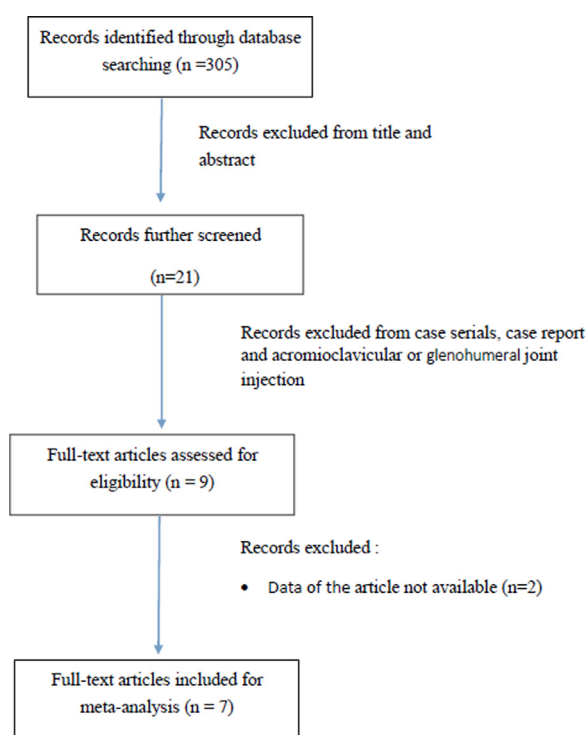 Records identified through database
searching (n =305)
Records excluded from title and
abstract
Records further screened
(n=21)
Records excluded from case serials, case report
and acromioclavicular or glenohumeral joint
injection
Full-text articles assessed for
eligibility (n = 9)
Records excluded :
• Data of the article not available (n=2)
Full-text articles included for
meta-analysis (n = 7)